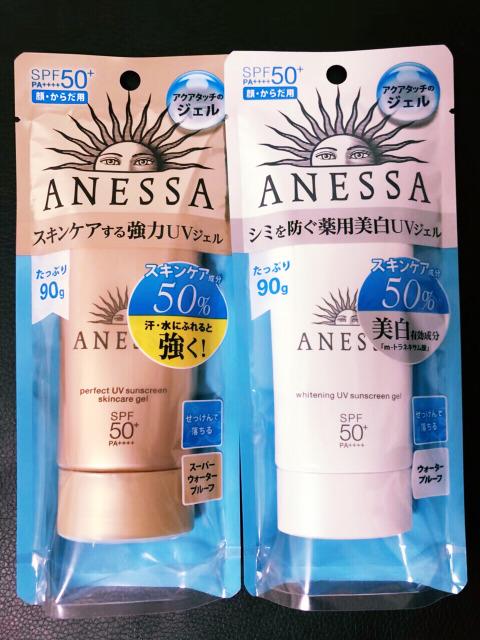 SPF50+
PA++++
顔・からだ用
アクアタッチの
ジェル
ANESSA
スキンケアする強力UVジェル
たっぷり
90g
スキンケア成分
50%
汗・水にふれると
強く!
ANES
perfect UV sunscreen
skincare gel
SPF
50+
PA++++
せっけんで
落ちる
スーパー
ウォーター
プルーフ
SPF50+
PA++++
顔・からだ用
アクアタッチの
ジェル
ANESSA
シミを防ぐ薬用美白UVジェル
たっぷり
90g
スキンケア成分
50%
美白有効成分
「m-トラネキサム酸」
ANESSA
whitening UV sunscreen gel
SPF
50+
PA++++
せっけんで
落ちる
ウォーター
プルーフ